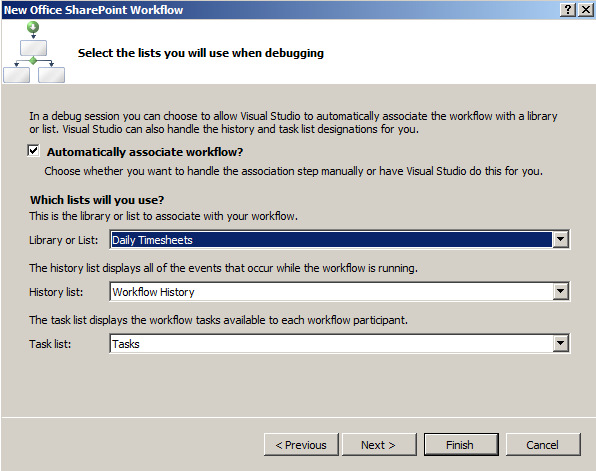 New Office SharePoint Workflow
Select the lists you will use when debugging
In a debug session you can choose to allow Visual Studio to automatically associate the workflow with a library
or list. Visual Studio can also handle the history and task list designations for you.
Automatically associate workflow?
Choose whether you want to handle the association step manually or have Visual Studio do this for you.
Which lists will you use?
This is the library or list to associate with your workflow.
Library or List: Daily Timesheets
The history list displays all of the events that occur while the workflow is running.
History list: Workflow History
The task list displays the workflow tasks available to each workflow participant.
Task list: Tasks
< Previous Next > Finish Cancel